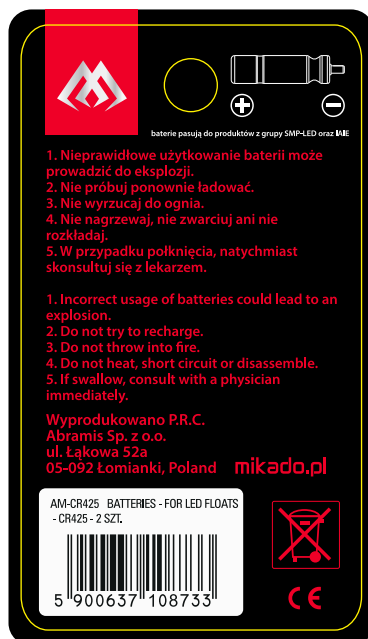 baterie pasują do produktów z grupy SMP-LED oraz IAIE
1. Nieprawidłowe użytkowanie baterii może
prowadzić do eksplozji.
2. Nie próbuj ponownie ładować.
3. Nie wyrzucaj do ognia.
4. Nie nagrzewaj, nie zwarciuj ani nie
rozkładaj.
5. W przypadku połknięcia, natychmiast
skonsultuj się z lekarzem.
1. Incorrect usage of batteries could lead to an
explosion.
2. Do not try to recharge.
3. Do not throw into fire.
4. Do not heat, short circuit or disassemble.
5. If swallow, consult with a physician
immediately.
Wyprodukowano P.R.C.
Abramis Sp. z o.o.
ul. Łąkowa 52a
05-092 Łomianki, Poland
mikado.pl
AM-CR425 BATTERIES - FOR LED FLOATS
- CR425 - 2 SZT.
5 900637 108733
CE